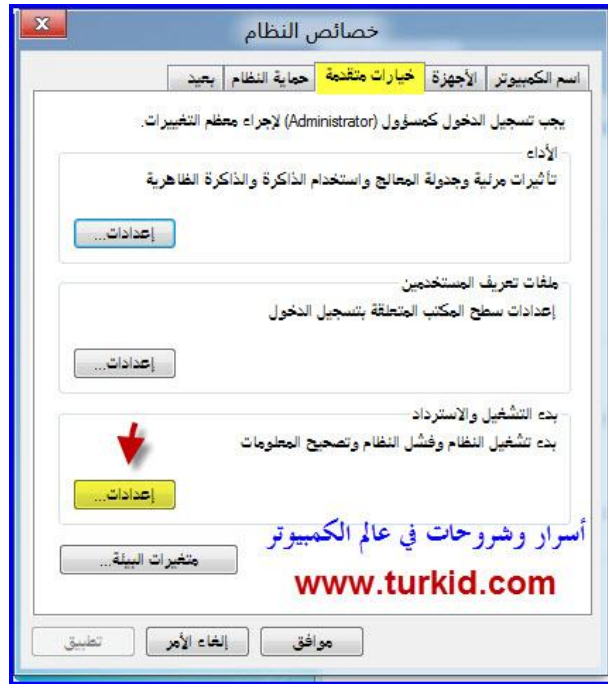 خصائص النظام
اسم الكمبيوتر الأجهزة خيارات متقدمة حماية النظام بعيد
يجب تسجيل الدخول كمسؤول (Administrator) لإجراء معظم التغييرات.
الأداء
تأثيرات مرئية وجدولة المعالج واستخدام الذاكرة والذاكرة الظاهرية
إعدادات...
ملفات تعريف المستخدمين
إعدادات سطح المكتب المتعلقة بتسجيل الدخول
إعدادات...
بدء التشغيل والاسترداد
بدء تشغيل النظام وفشل النظام وتصحيح المعلومات
إعدادات...
أسرار وشروحات في عالم الكمبيوتر
متغيرات البيئة...
www.turkid.com
موافق إلغاء الأمر تطبيق